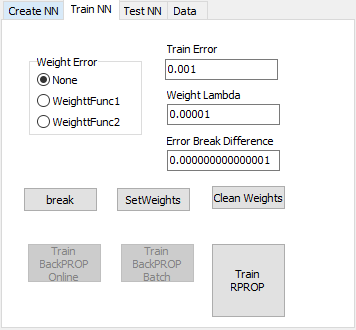 Create NN
Train NN
Test NN
Data
Weight Error
None
WeighttFunc1
WeighttFunc2
Train Error
0.001
Weight Lambda
0.00001
Error Break Difference
0.000000000000001
break
SetWeights
Clean Weights
Train
BackPROP
Online
Train
BackPROP
Batch
Train
RPROP